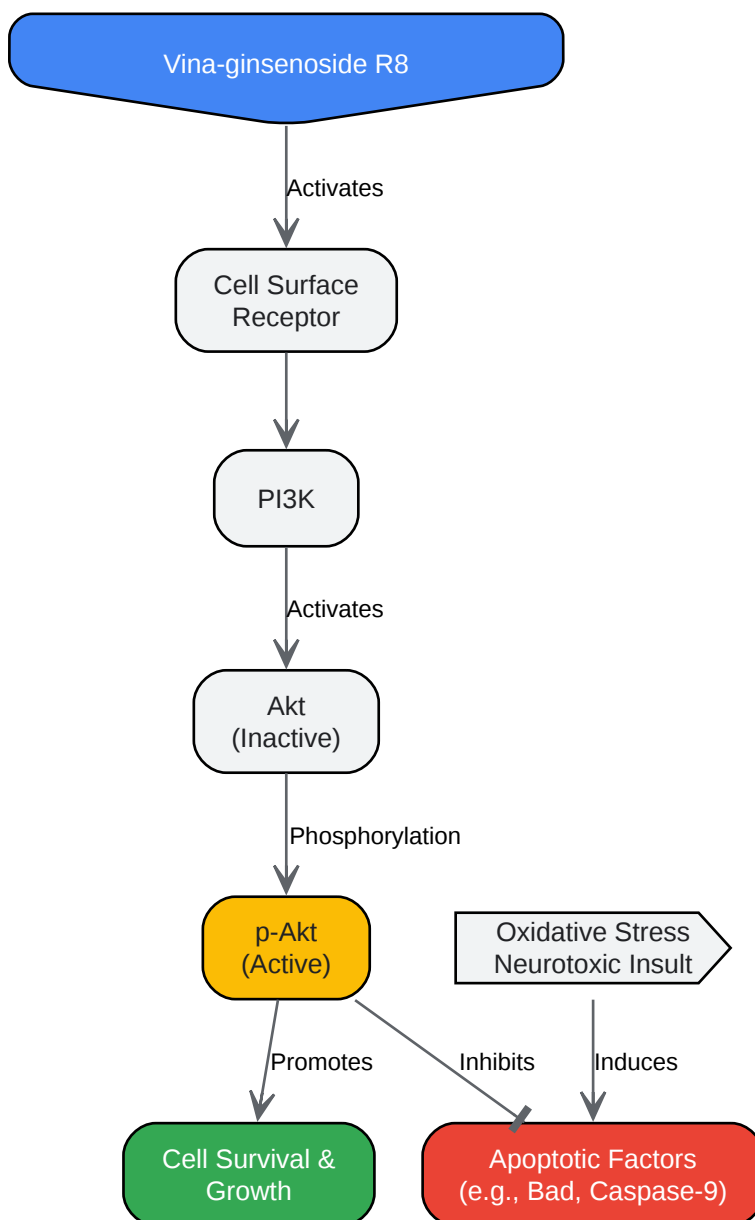 Vina-ginsenoside R8
Activates
Cell Surface
Receptor
PI3K
Activates
Akt
(Inactive)
Phosphorylation
p-Akt
(Active)
Oxidative Stress
Neurotoxic Insult
Promotes
Inhibits
Induces
Cell Survival &
Growth
Apoptotic Factors
(e.g., Bad, Caspase-9)